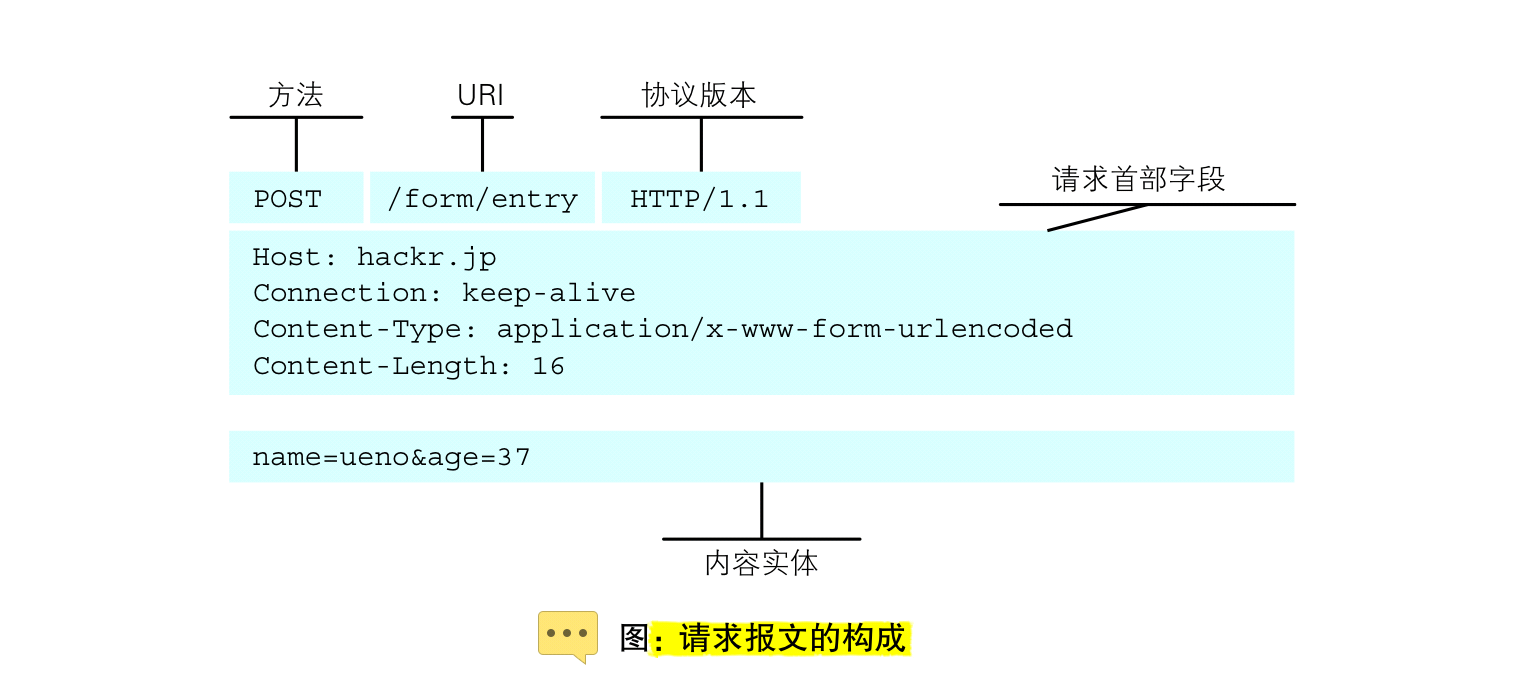 方法 URI 协议版本
请求首部字段
POST /form/entry HTTP/1.1
Host: hackr.jp
Connection: keep-alive
Content-Type: application/x-www-form-urlencoded
Content-Length: 16
name=ueno&age=37
内容实体
图：请求报文的构成